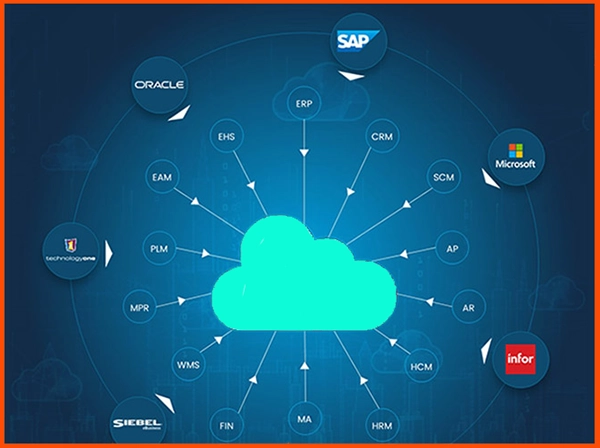 SAP
ORACLE
ERP
EHS
CRM
Microsoft
EAM
SCM
PLM
AP
technologyone
MPR
AR
WMS
HCM
infor
SIEBEL
eBusiness
FIN
MA
HRM